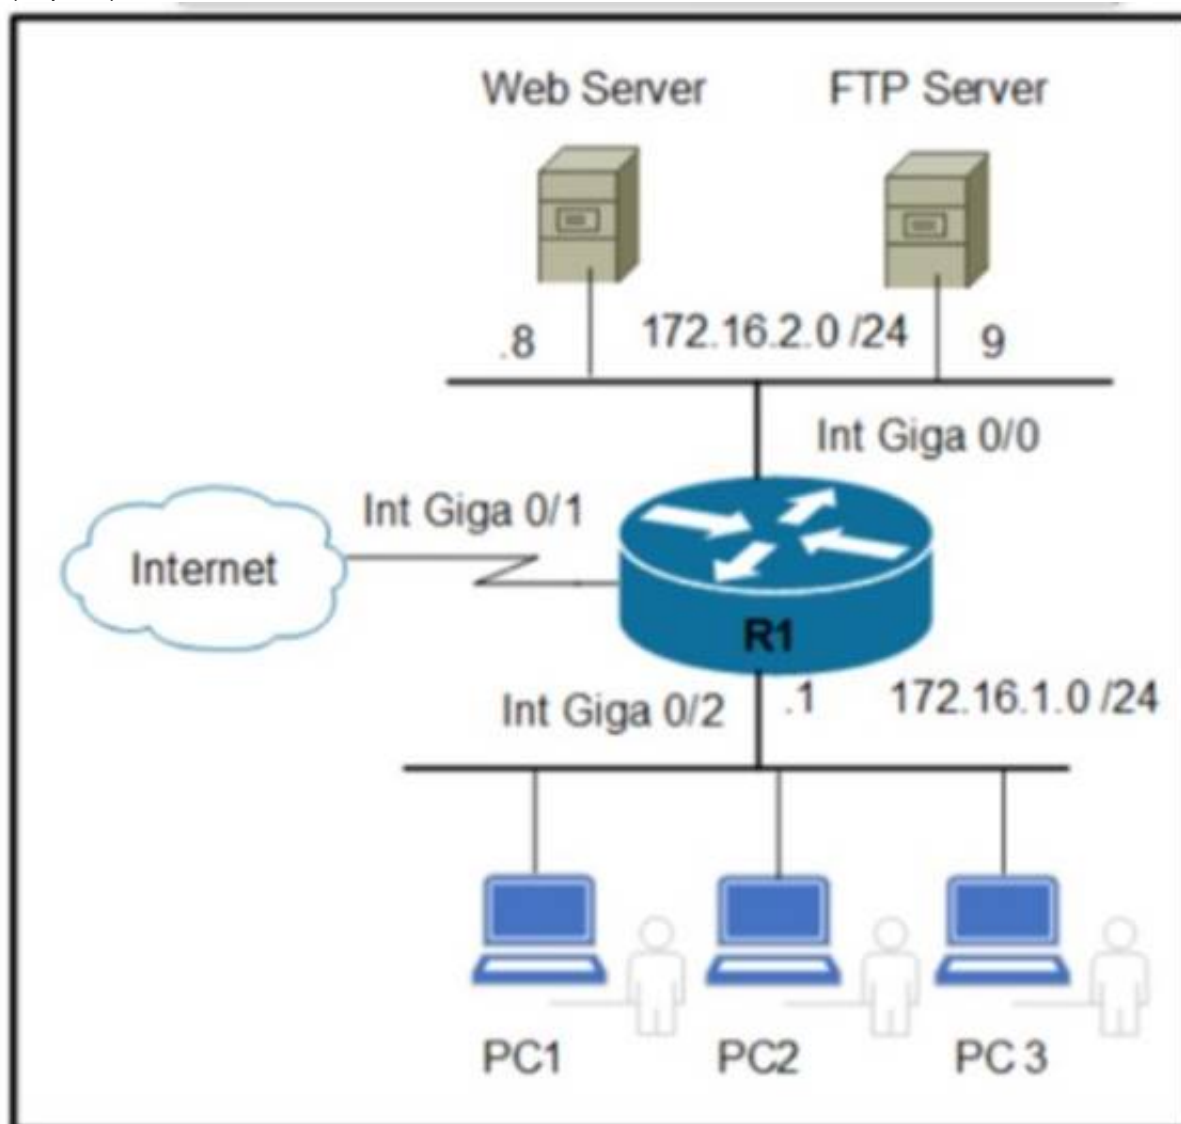 Web Server FTP Server
.8 172.16.2.0 /24 9
Int Giga 0/0
Int Giga 0/1
Internet
R1
Int Giga 0/2 .1 172.16.1.0 /24
PC1 PC2 PC 3